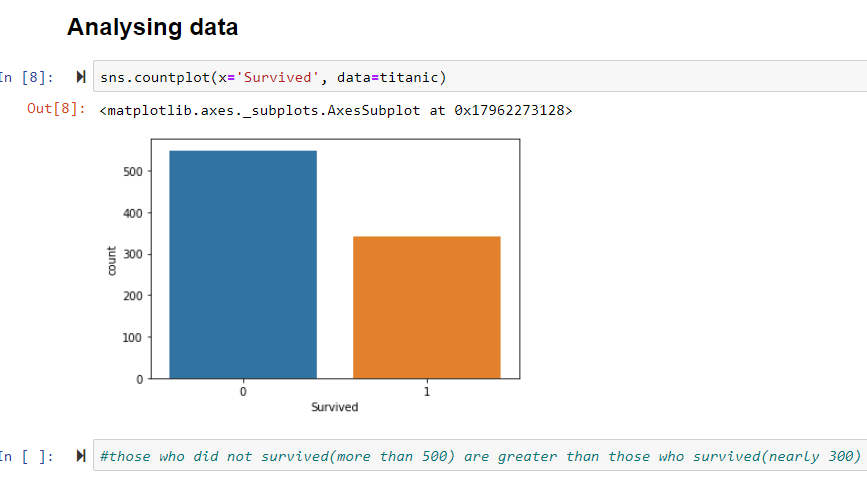 Analysing data
In [8]: sns.countplot(x='Survived', data=titanic)
Out[8]: <matplotlib.axes._subplots.AxesSubplot at 0x17962273128>
500
400
300
200
100
0
count
0 1
Survived
In [ ]: #those who did not survived(more than 500) are greater than those who survived(nearly 300)